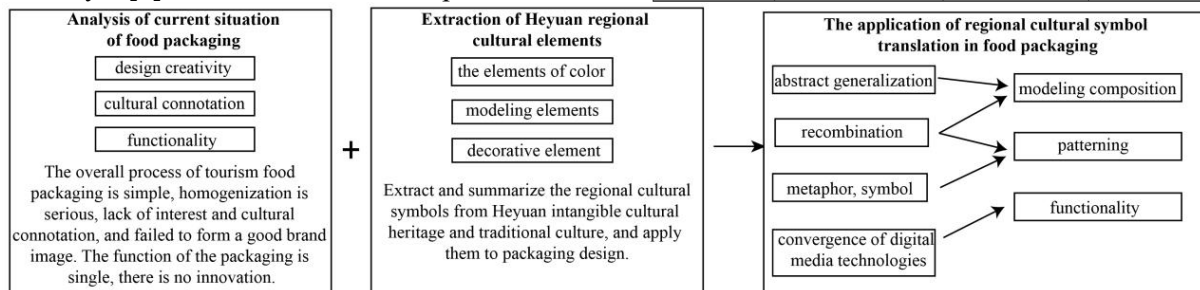 Analysis of current situation
of food packaging
design creativity
cultural connotation
functionality
The overall process of tourism food
packaging is simple, homogenization is
serious, lack of interest and cultural
connotation, and failed to form a good brand
image. The function of the packaging is
single, there is no innovation.
+
Extraction of Heyuan regional
cultural elements
the elements of color
modeling elements
decorative element
Extract and summarize the regional cultural
symbols from Heyuan intangible cultural
heritage and traditional culture, and apply
them to packaging design.
The application of regional cultural symbol
translation in food packaging
abstract generalization
recombination
metaphor, symbol
convergence of digital
media technologies
modeling composition
patterning
functionality